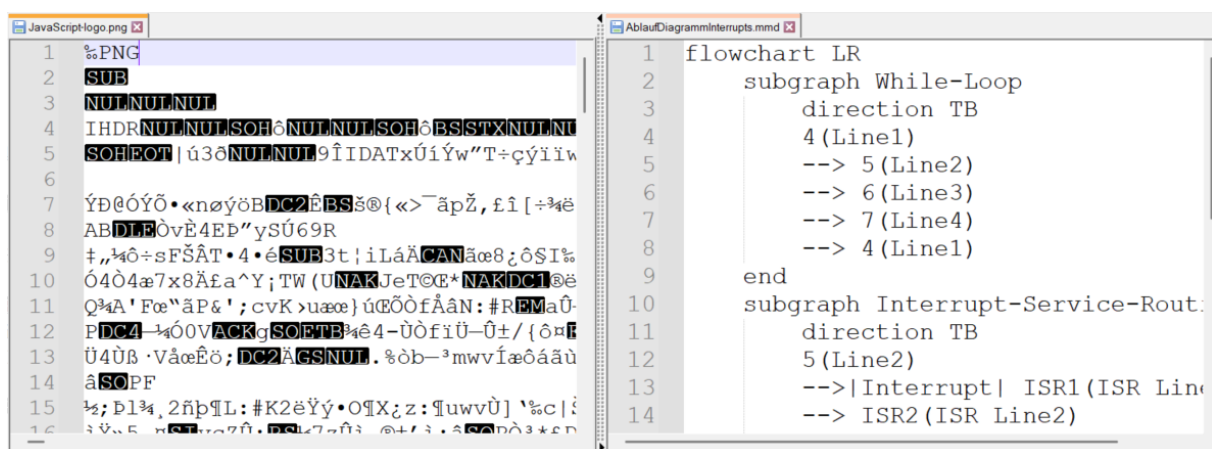 JavaScript-logo.png
1 ‰PNG
2 SUB
3 NULNULNUL
4 IHDRNULNULSOHôNULNULSOHôBSSTXNULNU
5 SOHEOT|ú3ðNULNUL9ÎIDATxÚíÝw"T÷çýïïw
6
7 ÝÐ@ÓÝÕ•«nøýöBDC2ÊBSš®{«>¯ãpŽ,£î[÷¾ë
8 ABDLEÒvÈ4EÞ"ySÚ69R
9 ‡„¼ô÷sFŠÂT•4•éSUB3t¦iLáÄCANãœ8¿ô§I‰
10 Ó4Ò4æ7x8Ä£a^Y¡TW(UNAKJeT©Œ*NAKDC1®ë
11 Q¾A'Fœ“ãP&';cvK›uæœ}úŒÕÒfÅâN:#REMaÛ
12 PDC4—¼Ó0VACKgSOETB¾ê4-ÙÒfïÜ—Û±/{ô¤
13 Ü4Ùß·VåœÊö;DC2ÄGSNUL.%òb—³mwvÍæôáãù
14 âSOPF
15 ½;Þl¾¸2ñþ¶L:#K2ëŸý•O¶X¿z:¶uwvÙ]‘‰c|
16
AblaufDiagrammInterrupts.mmd
1 flowchart LR
2 subgraph While-Loop
3 direction TB
4 4(Line1)
5 --> 5(Line2)
6 --> 6(Line3)
7 --> 7(Line4)
8 --> 4(Line1)
9 end
10 subgraph Interrupt-Service-Routi
11 direction TB
12 5(Line2)
13 -->|Interrupt| ISR1(ISR Line
14 --> ISR2(ISR Line2)